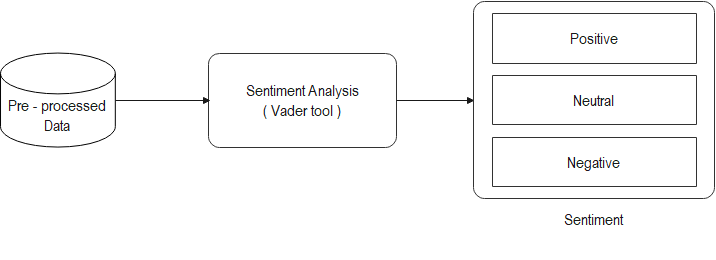 Pre - processed
Data
Sentiment Analysis
( Vader tool )
Positive
Neutral
Negative
Sentiment